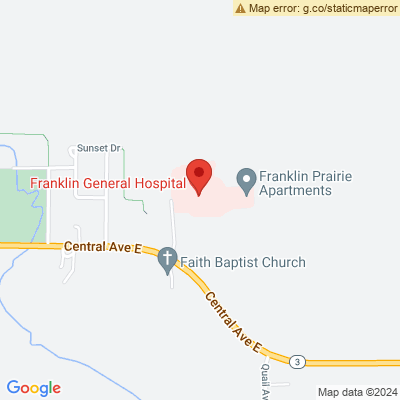 Map error: g.co/staticmaperror
Sunset Dr
Franklin General Hospital
Franklin Prairie
Apartments
Central Ave E
Faith Baptist Church
Central Ave E
3
Quail Av
Google
Map data ©2024